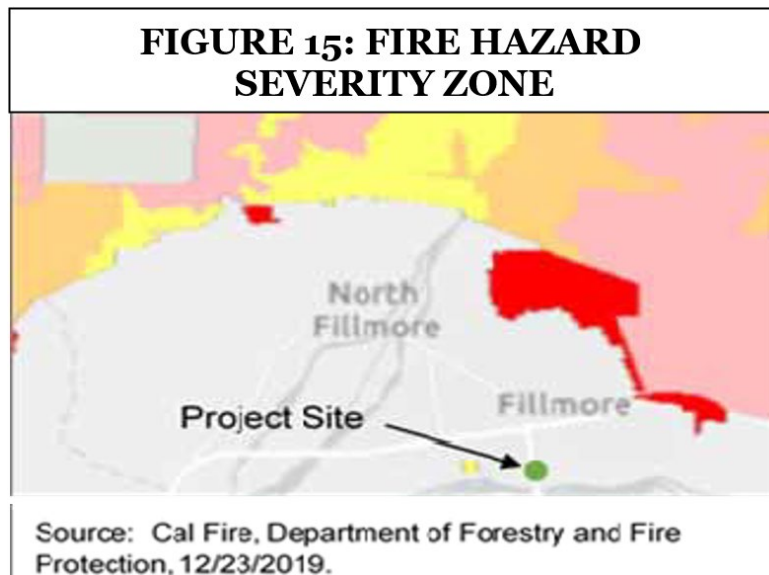 FIGURE 15: FIRE HAZARD
SEVERITY ZONE
North
Fillmore
Fillmore
Project Site
Source: Cal Fire, Department of Forestry and Fire
Protection, 12/23/2019.